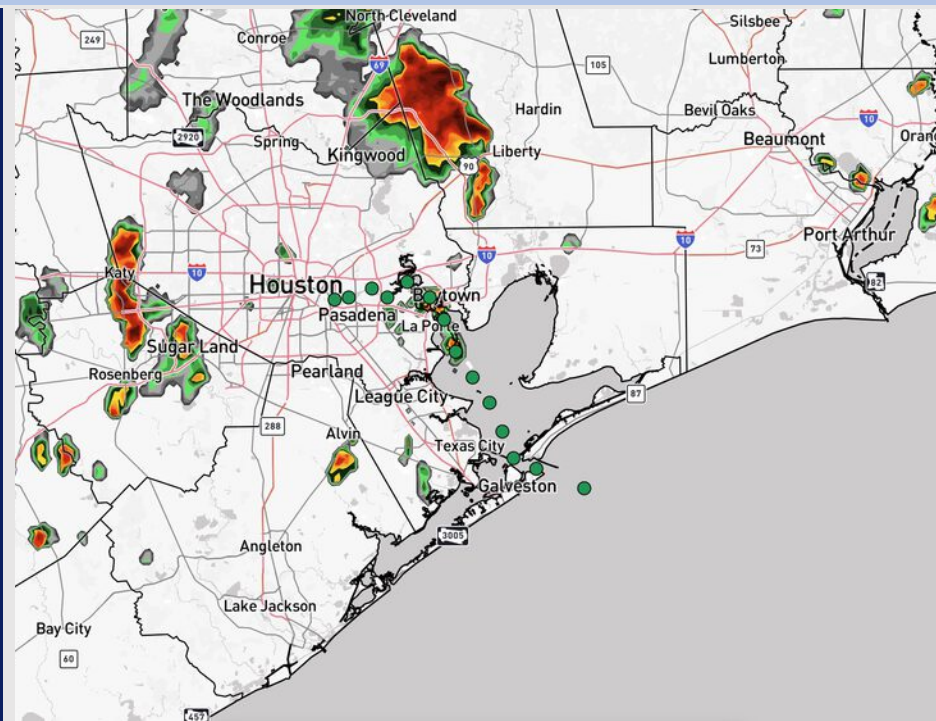 North Cleveland
Silsbee
249
Conroe
Lumberton
69
105
The Woodlands
Hardin
Bevil Oaks
10
2920
Spring
Beaumont
Kingwood
Liberty
90
Port Arthur
73
10
10
10
Katy
82
Houston
Baytown
Pasadena
La Porte
Sugar Land
Rosenberg
Pearland
League City
87
288
Alvin
Texas City
Galveston
3005
Angleton
Lake Jackson
Bay City
60
457